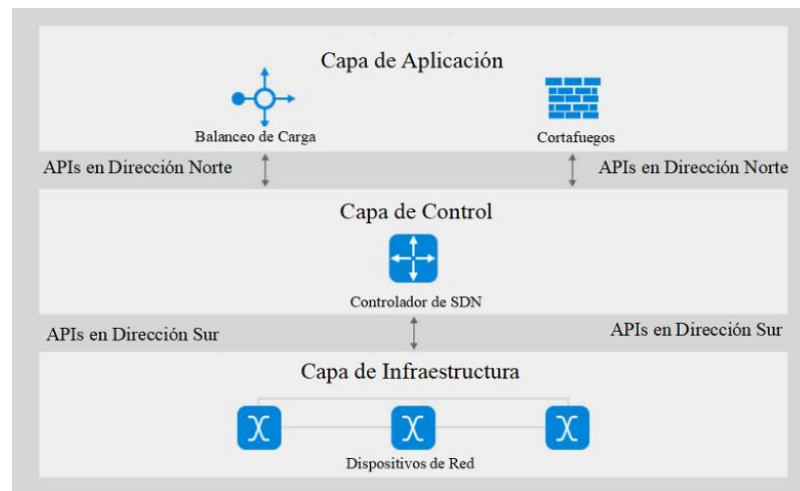 Capa de Aplicación
Balanceo de Carga
Cortafuegos
APIs en Dirección Norte
APIs en Dirección Norte
Capa de Control
Controlador de SDN
APIs en Dirección Sur
APIs en Dirección Sur
Capa de Infraestructura
Dispositivos de Red